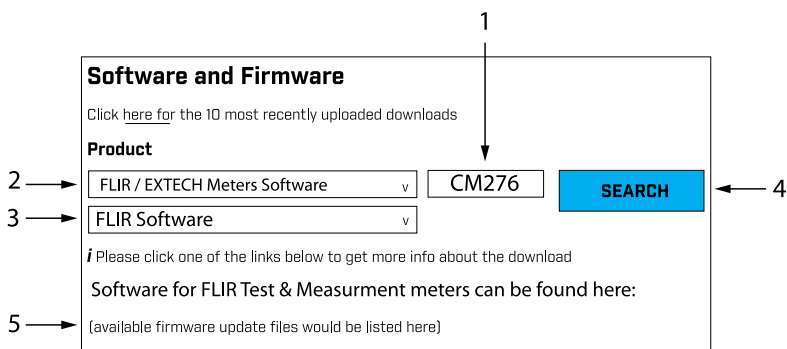 1
Software and Firmware
Click here for the 10 most recently uploaded downloads
Product
2 FLIR / EXTECH Meters Software v CM276 SEARCH 4
3 FLIR Software v
i Please click one of the links below to get more info about the download
Software for FLIR Test & Measurment meters can be found here:
5 (available firmware update files would be listed here)